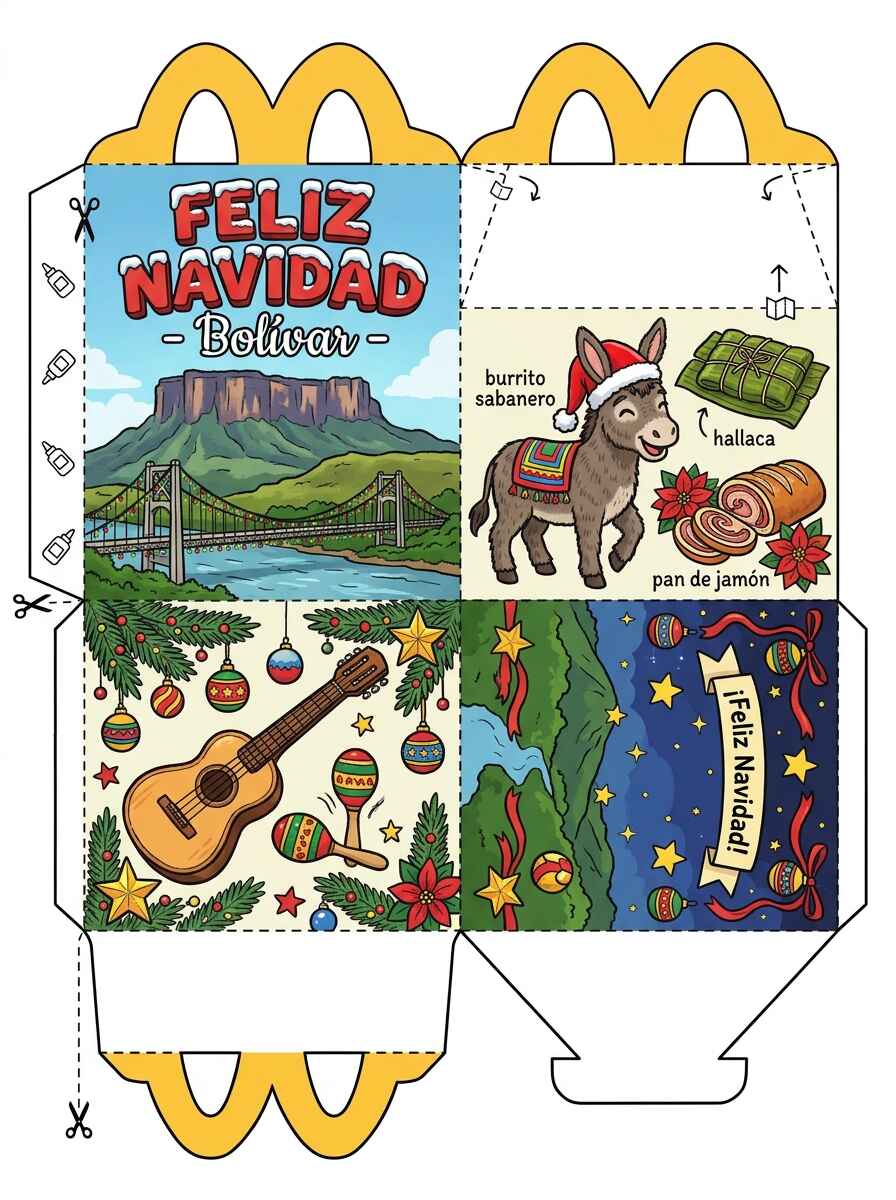 FELIZ
NAVIDAD
- Bolívar -
burrito
sabanero
hallaca
pan de jamón
¡Feliz Navidad!